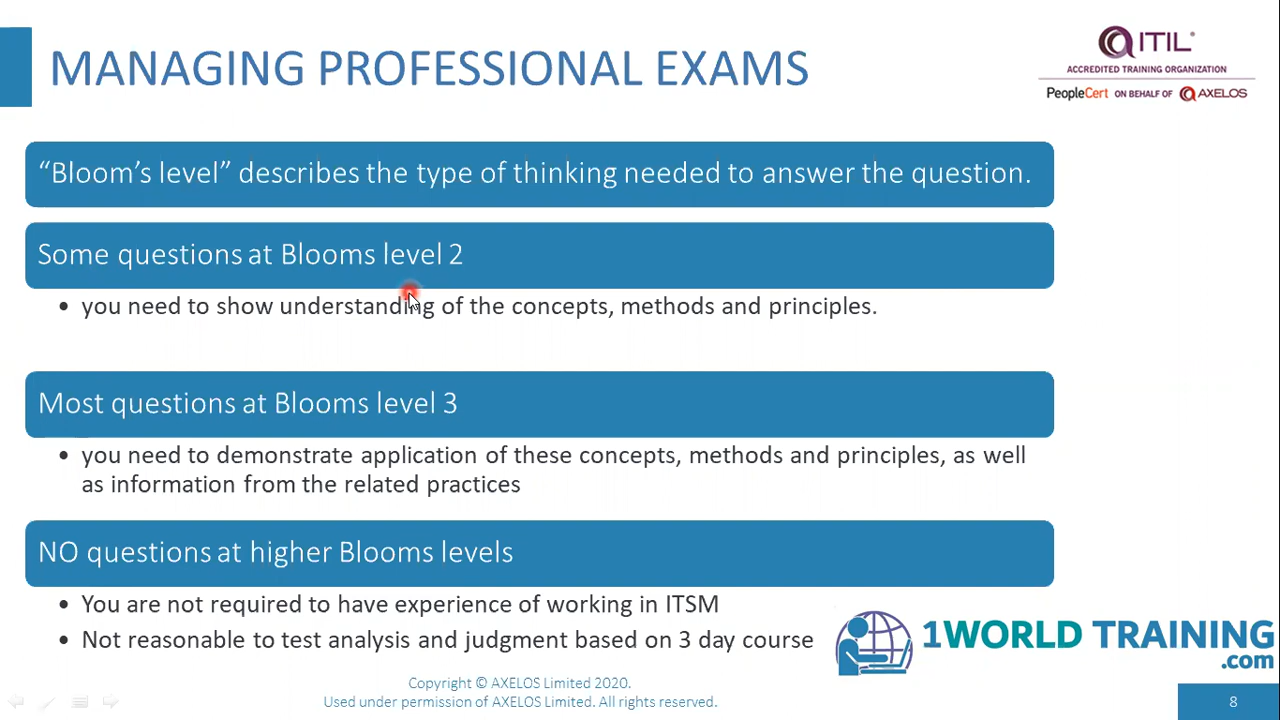 MANAGING PROFESSIONAL EXAMS
ITIL®
ACCREDITED TRAINING ORGANIZATION
PeopleCert ON BEHALF OF AXELOS
“Bloom’s level” describes the type of thinking needed to answer the question.
Some questions at Blooms level 2
• you need to show understanding of the concepts, methods and principles.
Most questions at Blooms level 3
• you need to demonstrate application of these concepts, methods and principles, as well
as information from the related practices
NO questions at higher Blooms levels
• You are not required to have experience of working in ITSM
• Not reasonable to test analysis and judgment based on 3 day course
1WORLD TRAINING
.com
Copyright © AXELOS Limited 2020.
Used under permission of AXELOS Limited. All rights reserved.
8